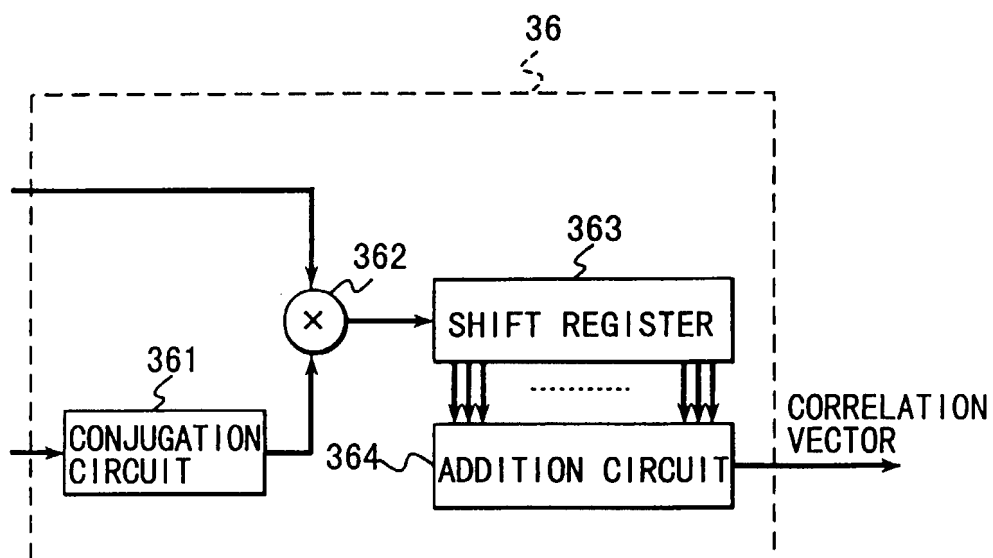 36
363
362
×
SHIFT REGISTER
361
CORRELATION
VECTOR
CONJUGATION
CIRCUIT
364
ADDITION CIRCUIT